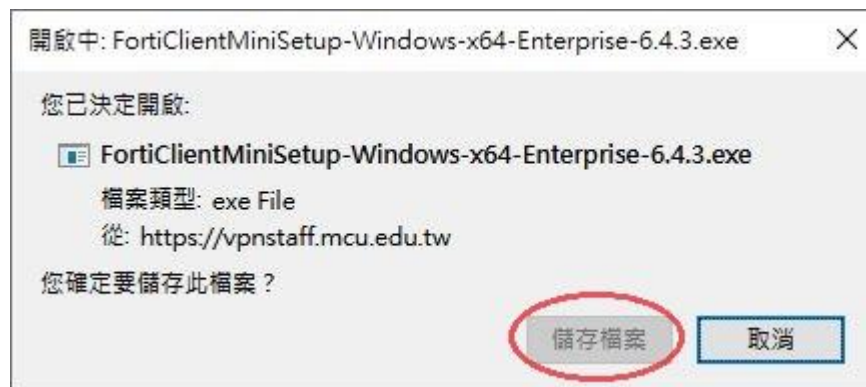 開啟中: FortiClientMiniSetup-Windows-x64-Enterprise-6.4.3.exe
您已決定開啟:
FortiClientMiniSetup-Windows-x64-Enterprise-6.4.3.exe
檔案類型: exe File
從: https://vpnstaff.mcu.edu.tw
您確定要儲存此檔案？
儲存檔案 取消